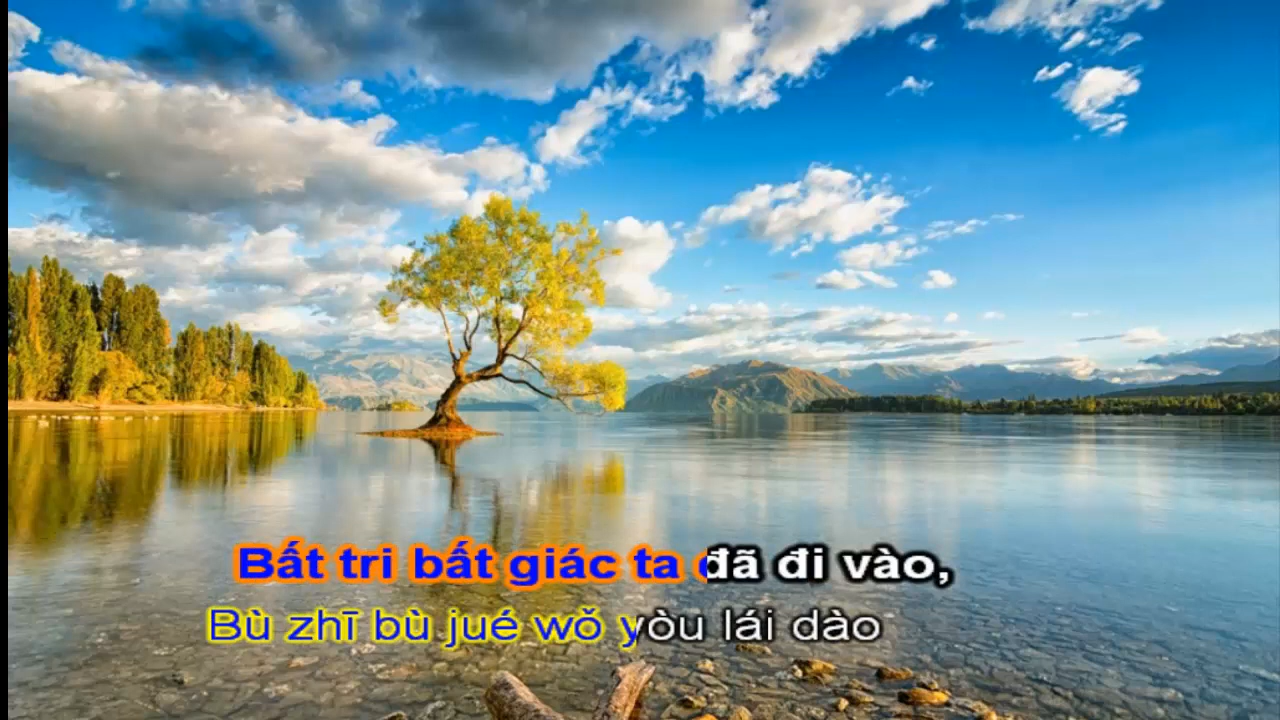 Bất tri bất giác ta đã đi vào,
Bù zhī bù jué wǒ yòu lái dào